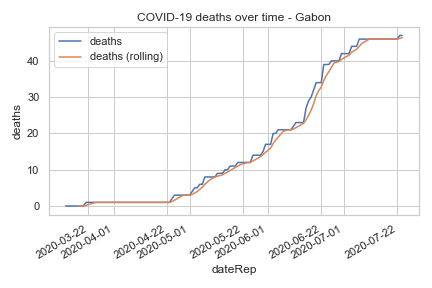 COVID-19 deaths over time - Gabon
deaths
deaths (rolling)
deaths
40
30
20
10
0
2020-03-22
2020-04-01
2020-04-22
2020-05-01
2020-05-22
2020-06-01
2020-06-22
2020-07-01
2020-07-22
dateRep